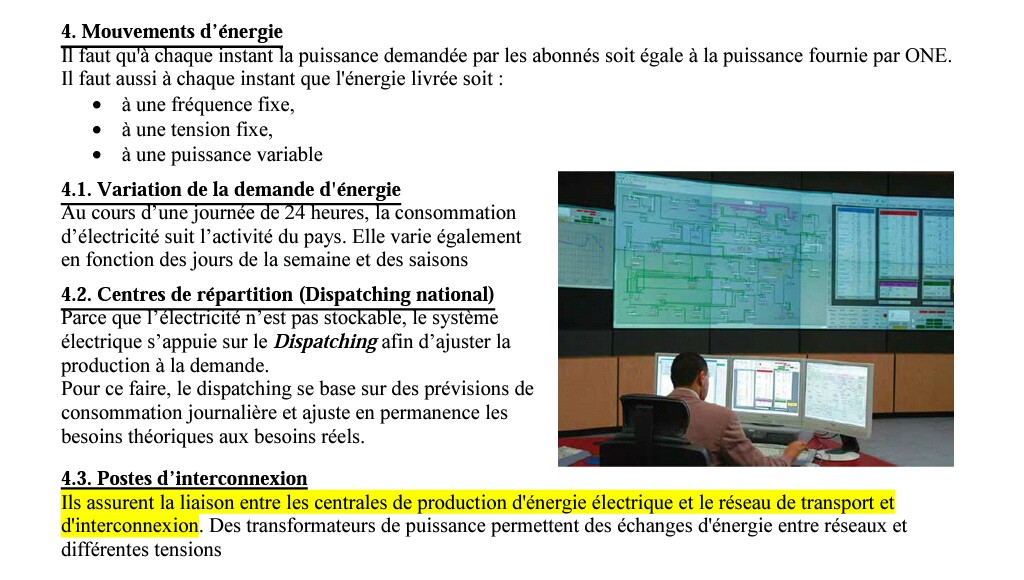 4. Mouvements d'énergie
Il faut qu'à chaque instant la puissance demandée par les abonnés soit égale à la puissance fournie par ONE.
Il faut aussi à chaque instant que l'énergie livrée soit :
• à une fréquence fixe,
• à une tension fixe,
• à une puissance variable
4.1. Variation de la demande d'énergie
Au cours d'une journée de 24 heures, la consommation
d'électricité suit l'activité du pays. Elle varie également
en fonction des jours de la semaine et des saisons
4.2. Centres de répartition (Dispatching national)
Parce que l'électricité n'est pas stockable, le système
électrique s'appuie sur le Dispatching afin d'ajuster la
production à la demande.
Pour ce faire, le dispatching se base sur des prévisions de
consommation journalière et ajuste en permanence les
besoins théoriques aux besoins réels.
4.3. Postes d'interconnexion
Ils assurent la liaison entre les centrales de production d'énergie électrique et le réseau de transport et
d'interconnexion. Des transformateurs de puissance permettent des échanges d'énergie entre réseaux et
différentes tensions